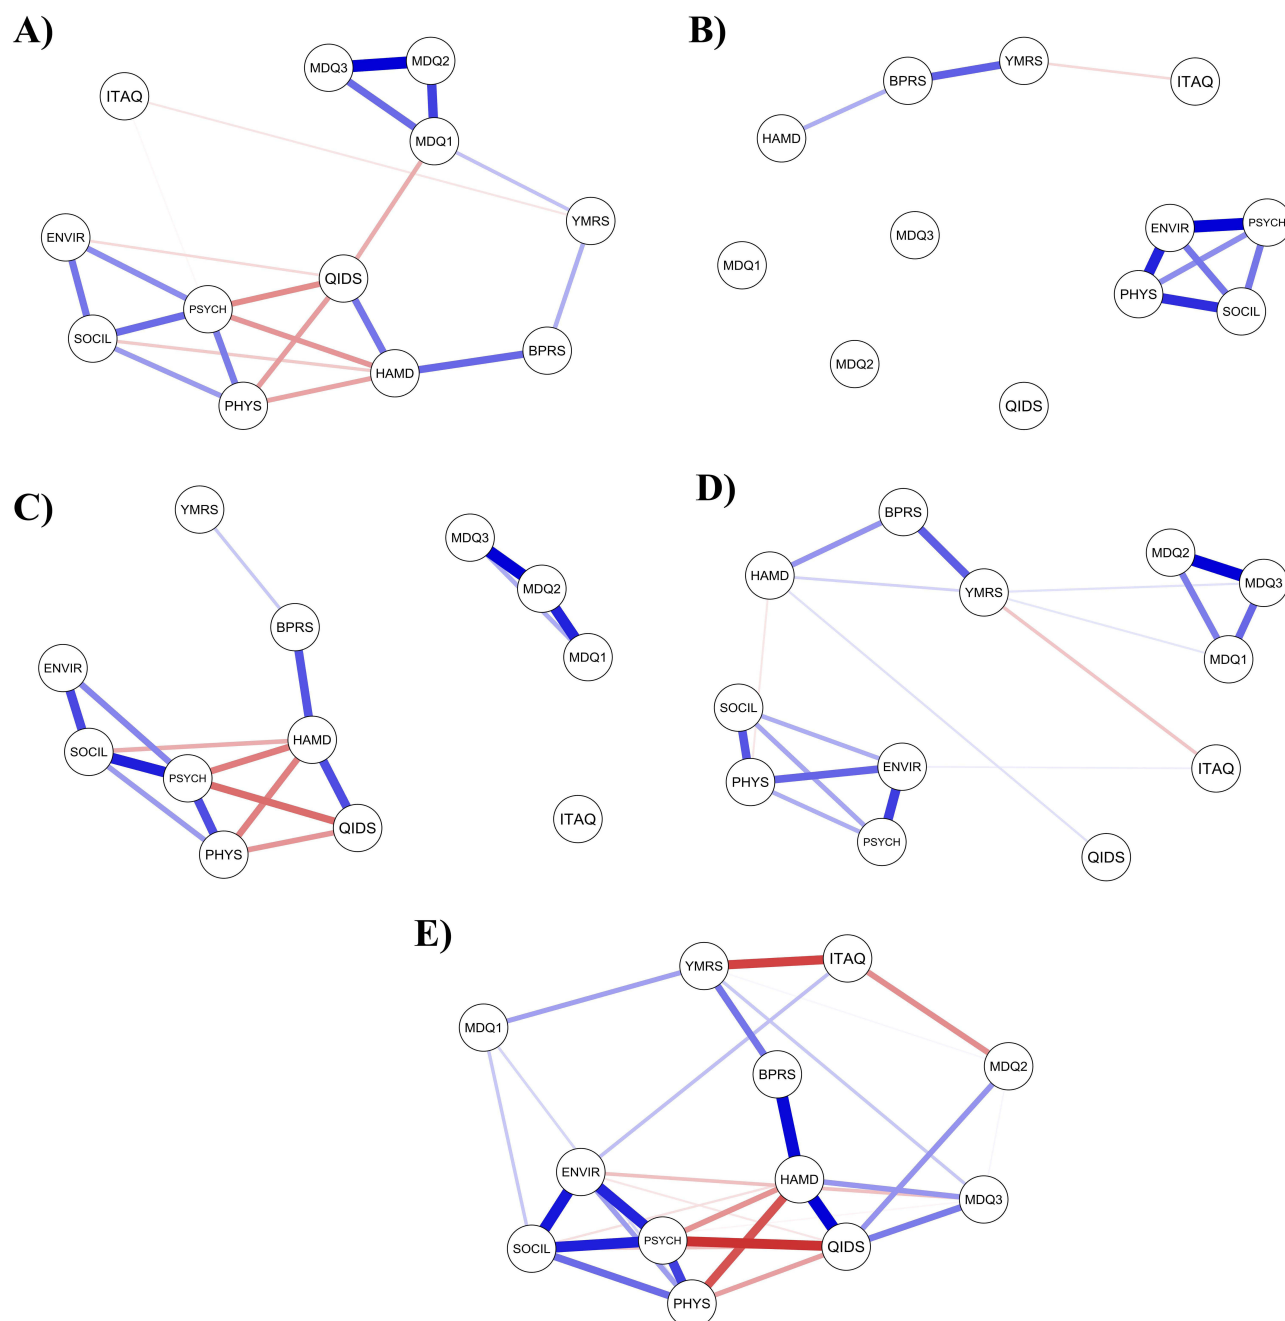 A)
MDQ3
MDQ2
ITAQ
MDQ1
YMRS
ENVIR
QIDS
PSYCH
SOCIL
BPRS
HAMD
PHYS
B)
YMRS
BPRS
ITAQ
HAMD
PSYCH
ENVIR
MDQ3
MDQ1
PHYS
SOCIL
MDQ2
QIDS
C)
YMRS
MDQ3
MDQ2
BPRS
MDQ1
ENVIR
HAMD
SOCIL
PSYCH
ITAQ
QIDS
PHYS
D)
BPRS
MDQ2
HAMD
MDQ3
YMRS
MDQ1
SOCIL
ENVIR
ITAQ
PHYS
PSYCH
QIDS
E)
ITAQ
YMRS
MDQ1
MDQ2
BPRS
ENVIR
HAMD
MDQ3
PSYCH
SOCIL
QIDS
PHYS